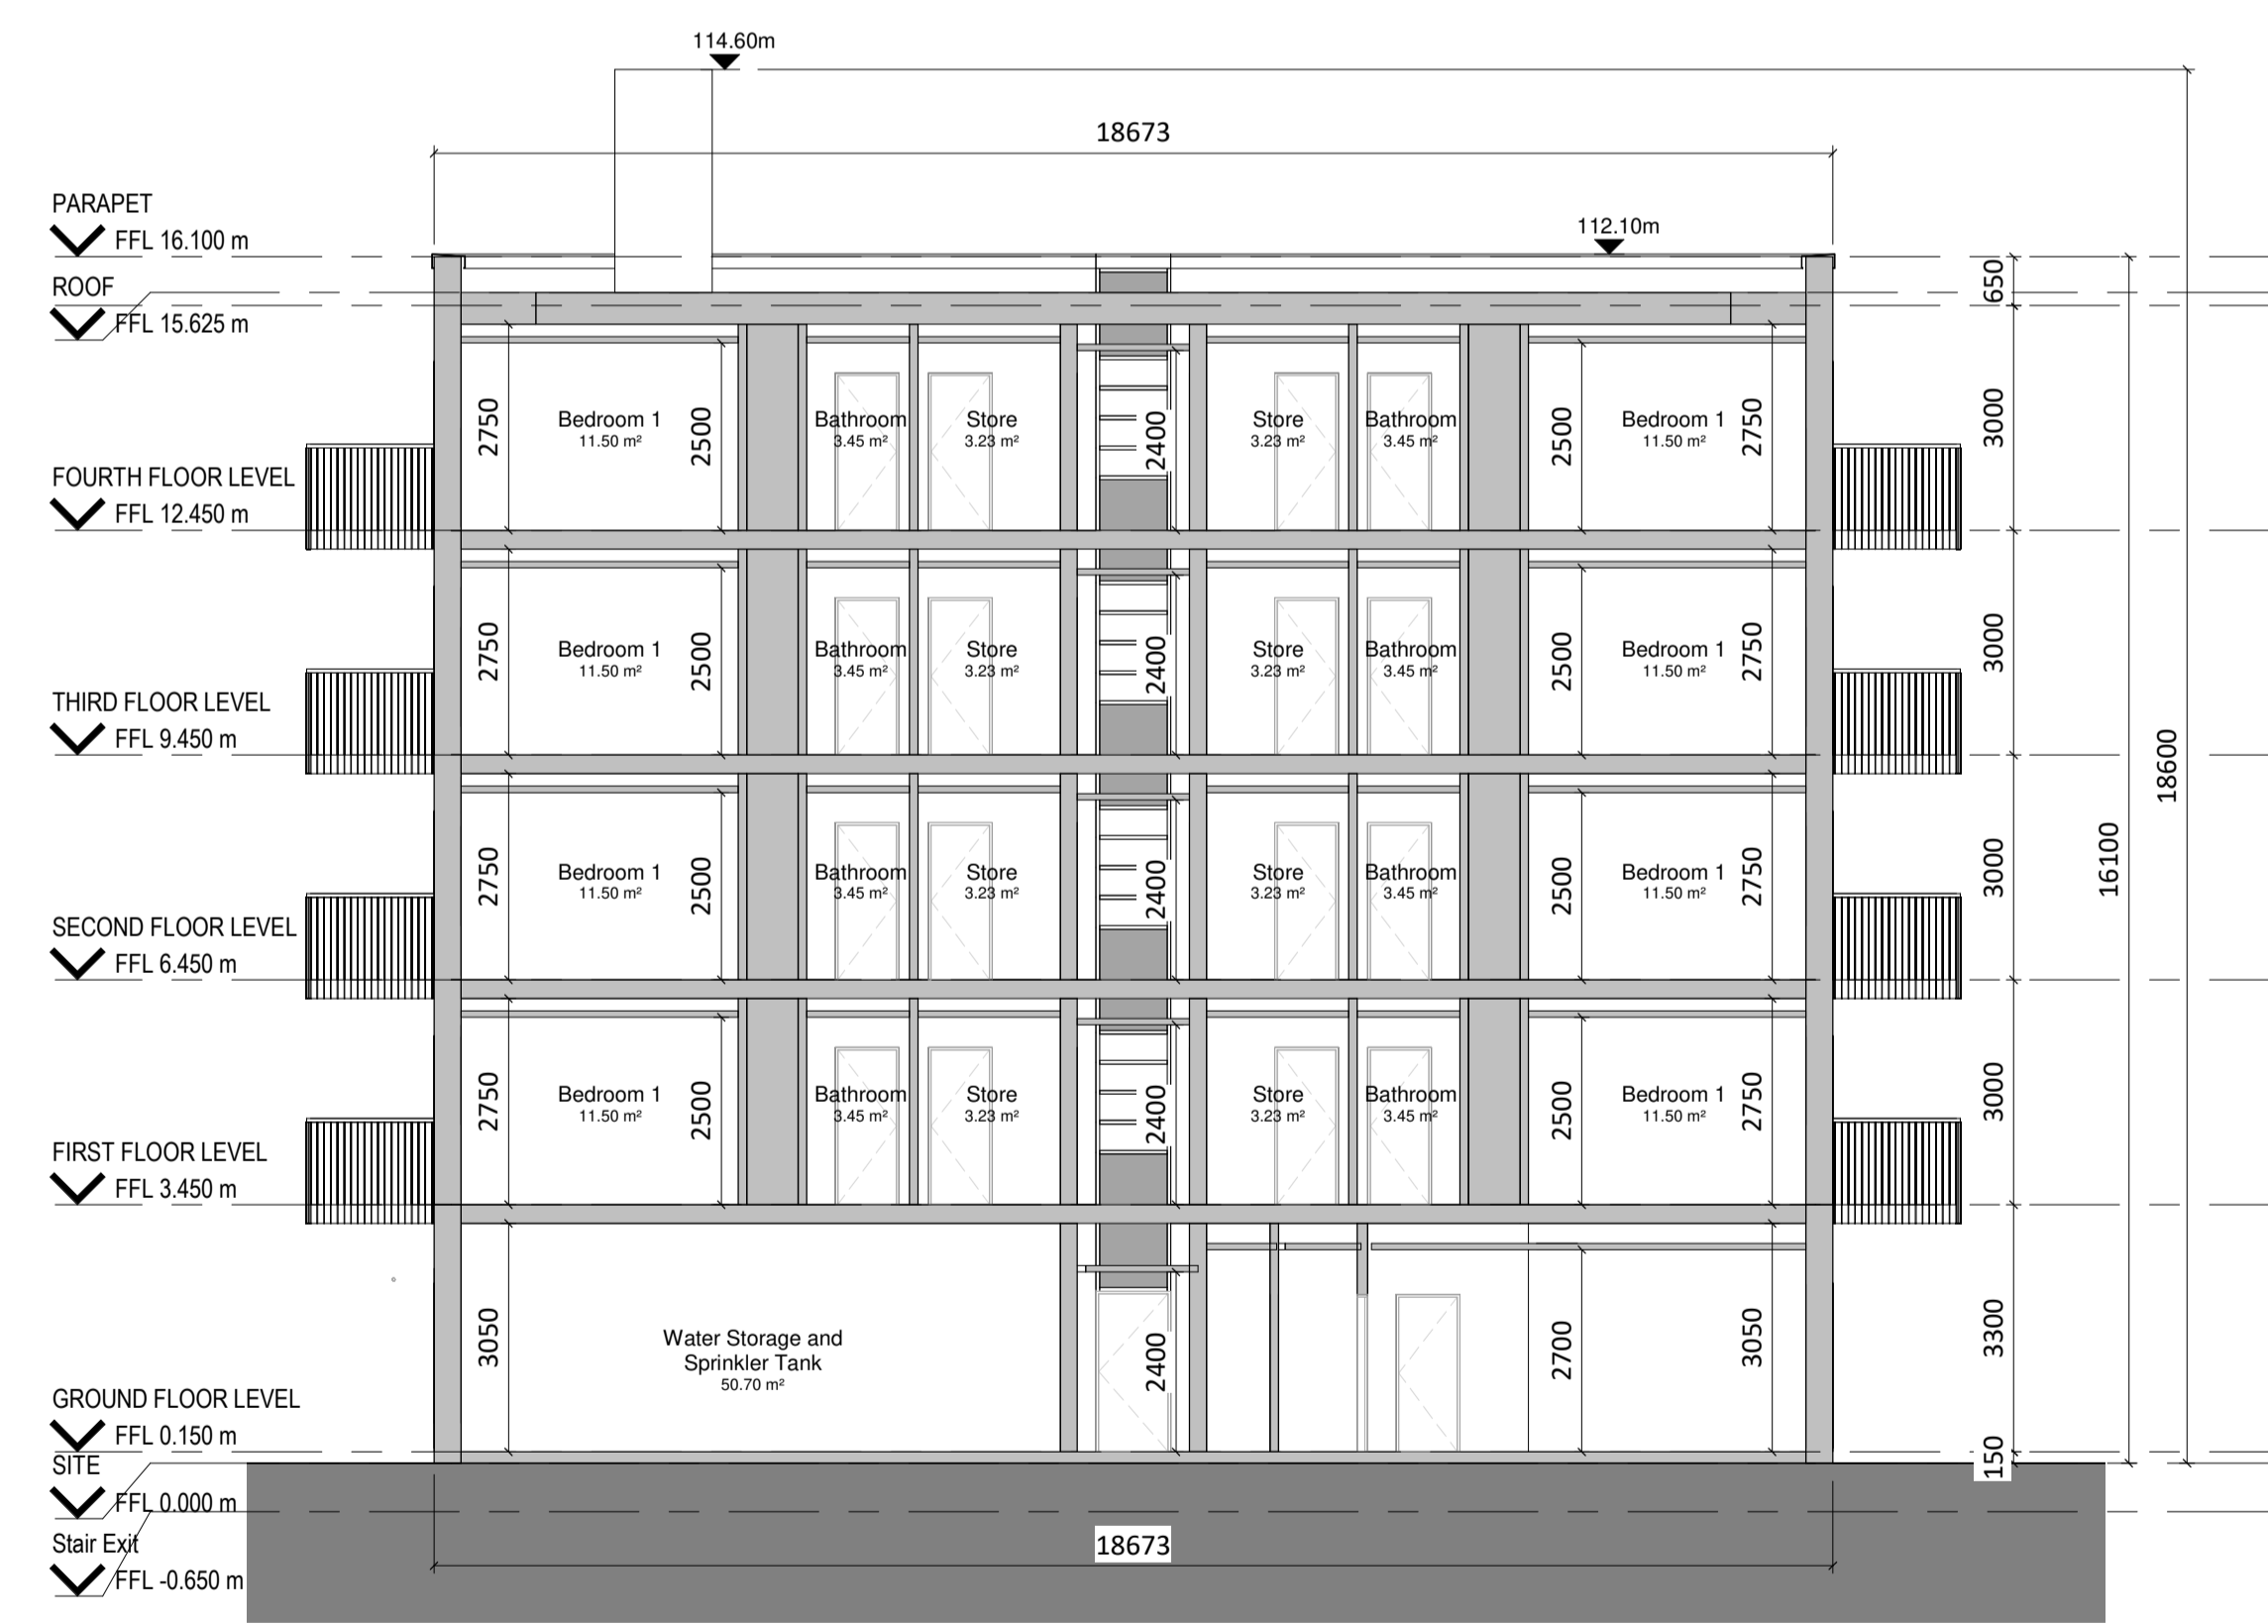 114.60m
18673
PARAPET
FFL 16.100 m
112.10m
ROOF
FFL 15.625 m
650
2750
Bedroom 1
11.50 m²
2500
Bathroom
3.45 m²
Store
3.23 m²
2400
Store
3.23 m²
Bathroom
3.45 m²
2500
Bedroom 1
11.50 m²
2750
3000
FOURTH FLOOR LEVEL
FFL 12.450 m
2750
Bedroom 1
11.50 m²
2500
Bathroom
3.45 m²
Store
3.23 m²
2400
Store
3.23 m²
Bathroom
3.45 m²
2500
Bedroom 1
11.50 m²
2750
3000
THIRD FLOOR LEVEL
FFL 9.450 m
18600
16100
2750
Bedroom 1
11.50 m²
2500
Bathroom
3.45 m²
Store
3.23 m²
2400
Store
3.23 m²
Bathroom
3.45 m²
2500
Bedroom 1
11.50 m²
2750
3000
SECOND FLOOR LEVEL
FFL 6.450 m
2750
Bedroom 1
11.50 m²
2500
Bathroom
3.45 m²
Store
3.23 m²
2400
Store
3.23 m²
Bathroom
3.45 m²
2500
Bedroom 1
11.50 m²
2750
3000
FIRST FLOOR LEVEL
FFL 3.450 m
3050
Water Storage and
Sprinkler Tank
50.70 m²
2400
2700
3050
3300
GROUND FLOOR LEVEL
FFL 0.150 m
150
SITE
FFL 0.000 m
Stair Exit
FFL -0.650 m
18673